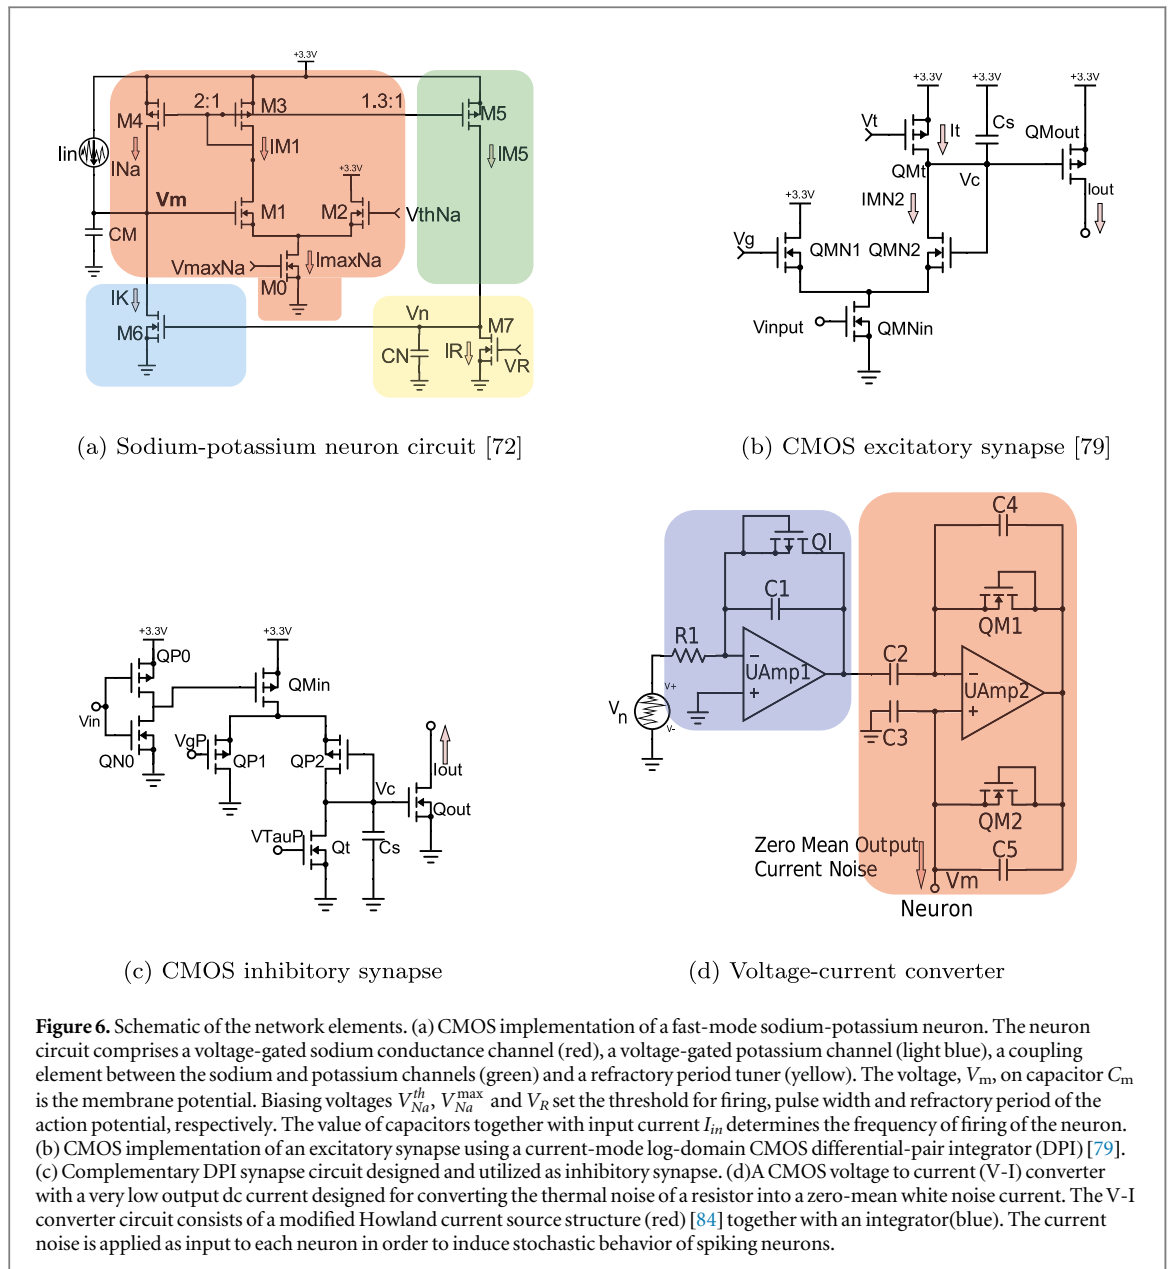 +3.3V
M4
2:1
M3
1.3:1
M5
Iin
INa
IM1
IM5
+3.3V
Vm
M1
M2
VthNa
CM
VmaxNa
ImaxNa
M0
IK
M6
Vn
M7
CN
IR
VR
(a) Sodium-potassium neuron circuit [72]
+3.3V
+3.3V
+3.3V
Vt
It
Cs
QMout
QMt
Vc
Iout
IMN2
+3.3V
Vg
QMN1
QMN2
Vinput
QMNin
(b) CMOS excitatory synapse [79]
+3.3V
+3.3V
QP0
QMin
Vin
QN0
VgP
QP1
QP2
Iout
Vc
Qout
VTauP
Qt
Cs
(c) CMOS inhibitory synapse
QI
C1
R1
UAmp1
−
+
Vn
V+
V-
C4
QM1
C2
−
UAmp2
+
C3
QM2
C5
Zero Mean Output
Current Noise
Vm
Neuron
(d) Voltage-current converter
Figure 6. Schematic of the network elements. (a) CMOS implementation of a fast-mode sodium-potassium neuron. The neuron
circuit comprises a voltage-gated sodium conductance channel (red), a voltage-gated potassium channel (light blue), a coupling
element between the sodium and potassium channels (green) and a refractory period tuner (yellow). The voltage, Vm, on capacitor Cm
is the membrane potential. Biasing voltages V_Na^th, V_Na^max and V_R set the threshold for firing, pulse width and refractory period of the
action potential, respectively. The value of capacitors together with input current I_in determines the frequency of firing of the neuron.
(b) CMOS implementation of an excitatory synapse using a current-mode log-domain CMOS differential-pair integrator (DPI) [79].
(c) Complementary DPI synapse circuit designed and utilized as inhibitory synapse. (d)A CMOS voltage to current (V-I) converter
with a very low output dc current designed for converting the thermal noise of a resistor into a zero-mean white noise current. The V-I
converter circuit consists of a modified Howland current source structure (red) [84] together with an integrator(blue). The current
noise is applied as input to each neuron in order to induce stochastic behavior of spiking neurons.